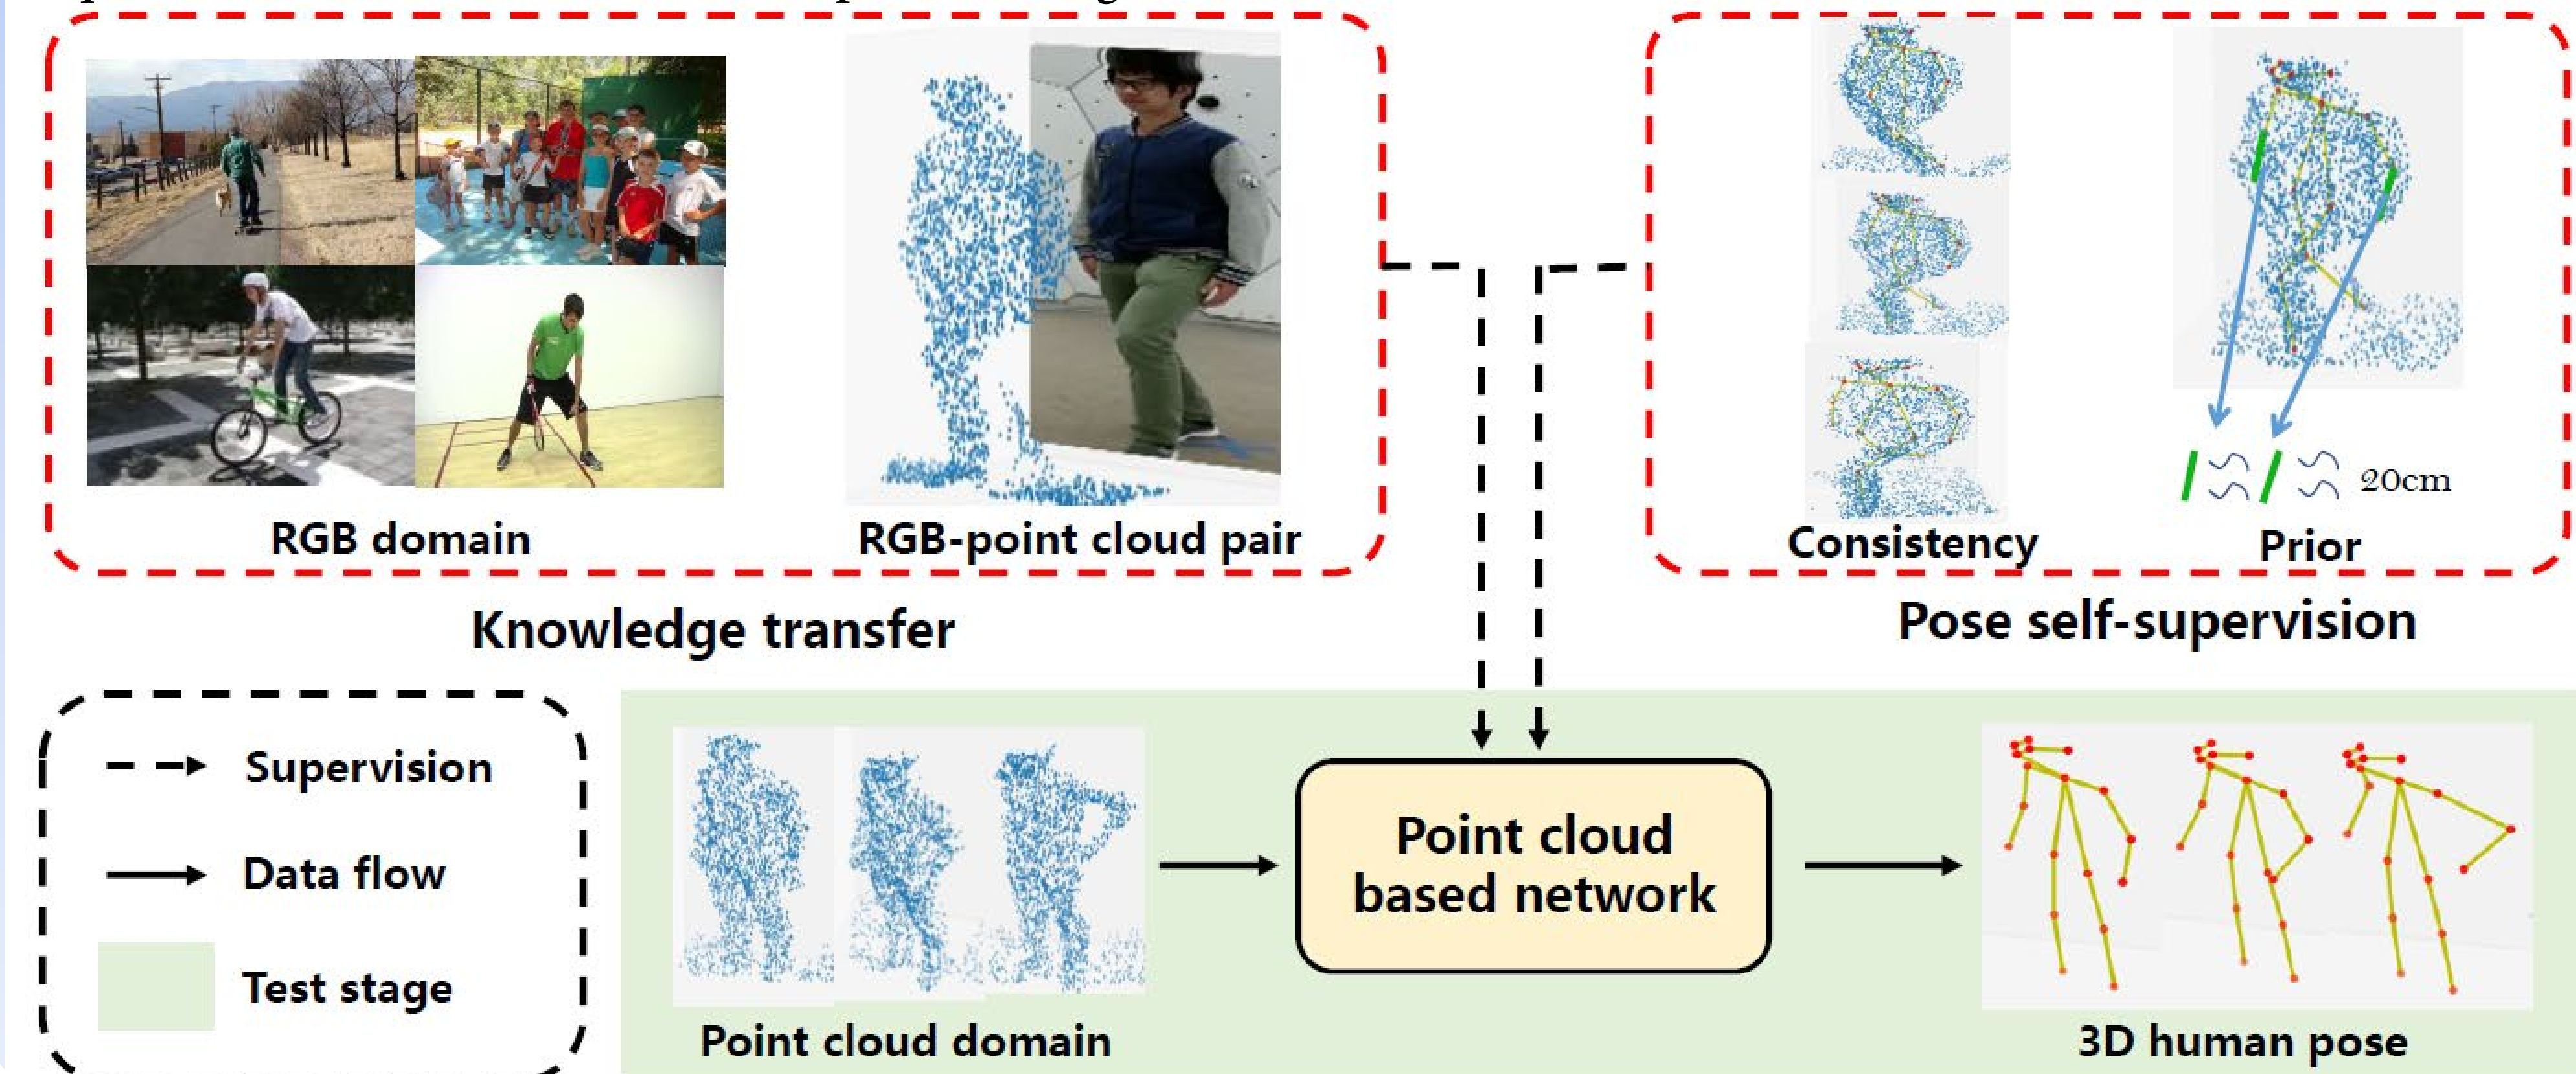 RGB domain
RGB-point cloud pair
Consistency
Prior
20cm
Knowledge transfer
Pose self-supervision
Supervision
Data flow
Test stage
Point cloud domain
Point cloud
based network
3D human pose